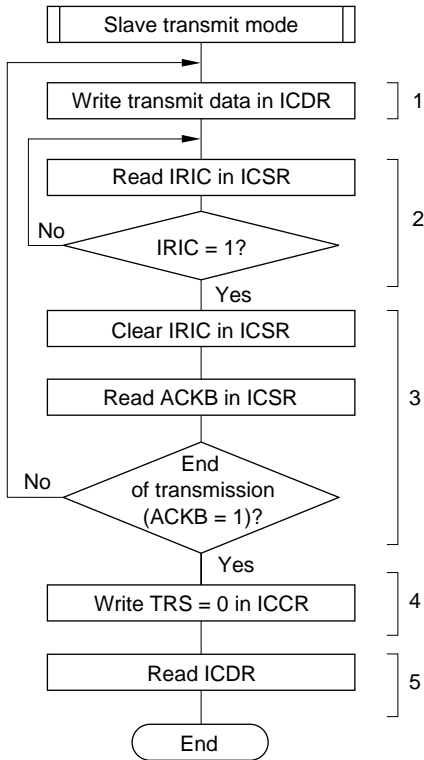 Slave transmit mode
Write transmit data in ICDR
1
Read IRIC in ICSR
2
No
IRIC = 1?
Yes
Clear IRIC in ICSR
3
Read ACKB in ICSR
End
of transmission
(ACKB = 1)?
No
Yes
Write TRS = 0 in ICCR
4
Read ICDR
5
End